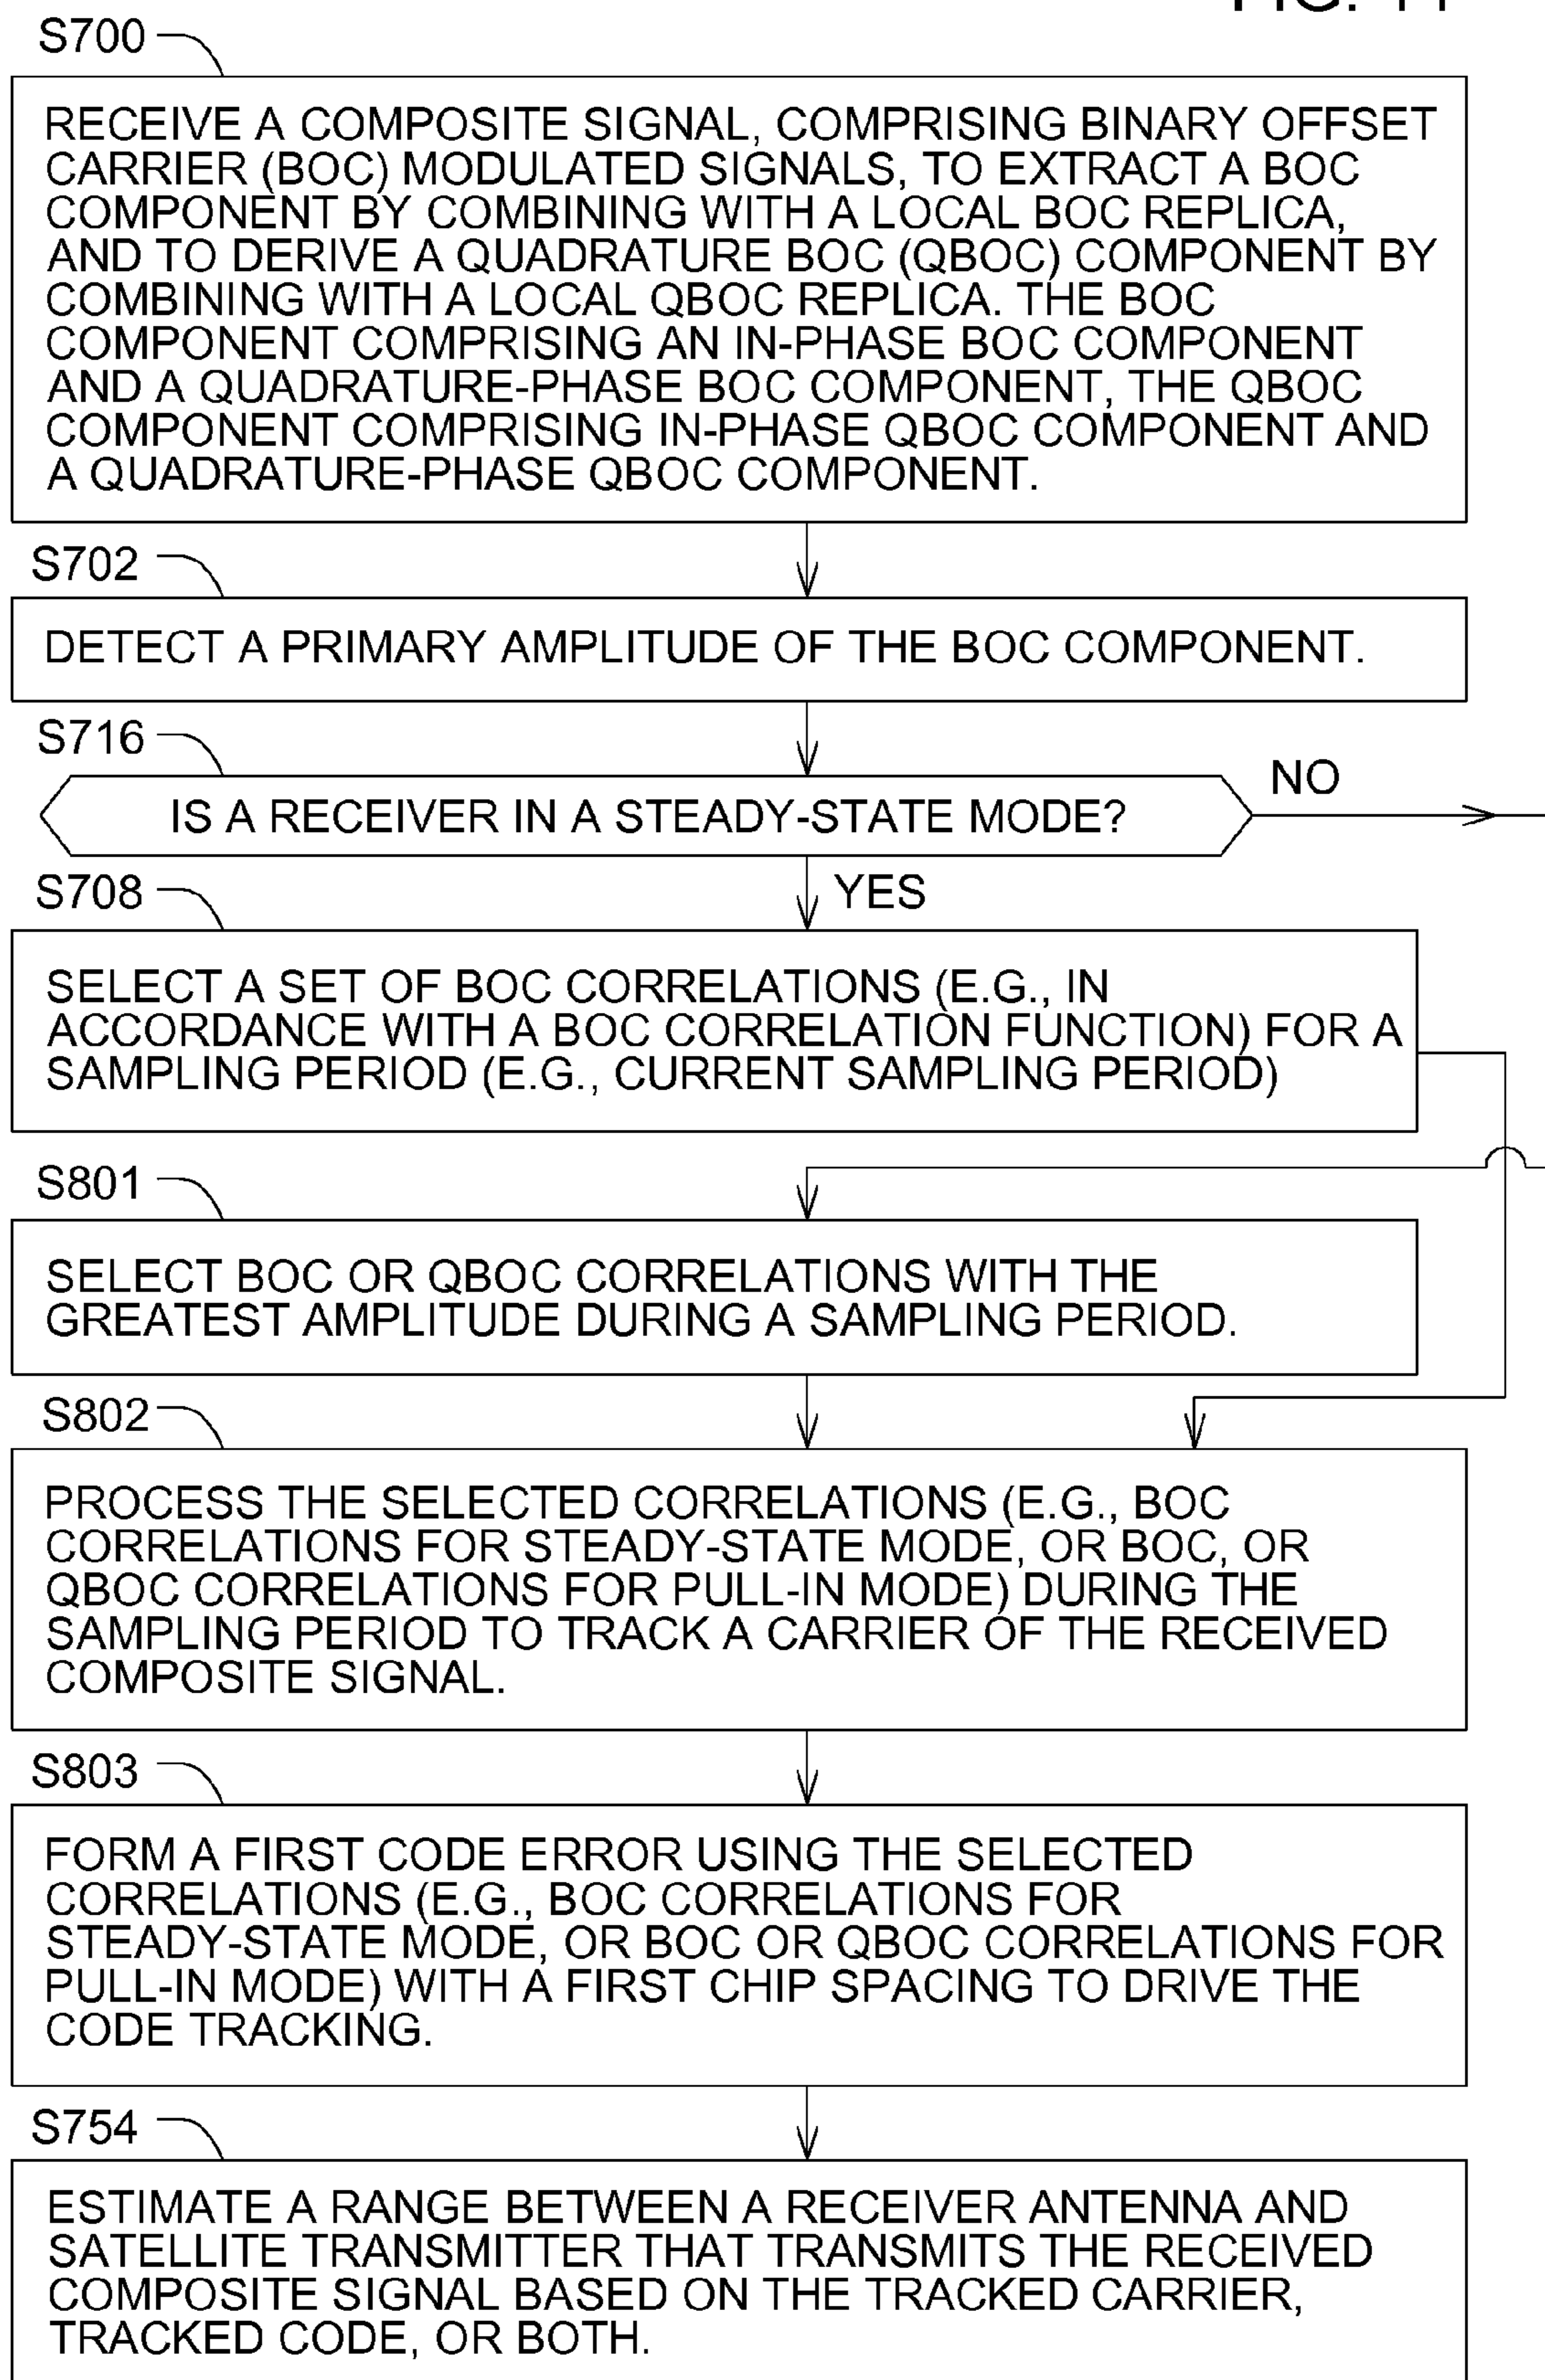 S700
RECEIVE A COMPOSITE SIGNAL, COMPRISING BINARY OFFSET
CARRIER (BOC) MODULATED SIGNALS, TO EXTRACT A BOC
COMPONENT BY COMBINING WITH A LOCAL BOC REPLICA,
AND TO DERIVE A QUADRATURE BOC (QBOC) COMPONENT BY
COMBINING WITH A LOCAL QBOC REPLICA. THE BOC
COMPONENT COMPRISING AN IN-PHASE BOC COMPONENT
AND A QUADRATURE-PHASE BOC COMPONENT, THE QBOC
COMPONENT COMPRISING IN-PHASE QBOC COMPONENT AND
A QUADRATURE-PHASE QBOC COMPONENT.
S702
DETECT A PRIMARY AMPLITUDE OF THE BOC COMPONENT.
S716
IS A RECEIVER IN A STEADY-STATE MODE?
NO
YES
S708
SELECT A SET OF BOC CORRELATIONS (E.G., IN
ACCORDANCE WITH A BOC CORRELATION FUNCTION) FOR A
SAMPLING PERIOD (E.G., CURRENT SAMPLING PERIOD)
S801
SELECT BOC OR QBOC CORRELATIONS WITH THE
GREATEST AMPLITUDE DURING A SAMPLING PERIOD.
S802
PROCESS THE SELECTED CORRELATIONS (E.G., BOC
CORRELATIONS FOR STEADY-STATE MODE, OR BOC, OR
QBOC CORRELATIONS FOR PULL-IN MODE) DURING THE
SAMPLING PERIOD TO TRACK A CARRIER OF THE RECEIVED
COMPOSITE SIGNAL.
S803
FORM A FIRST CODE ERROR USING THE SELECTED
CORRELATIONS (E.G., BOC CORRELATIONS FOR
STEADY-STATE MODE, OR BOC OR QBOC CORRELATIONS FOR
PULL-IN MODE) WITH A FIRST CHIP SPACING TO DRIVE THE
CODE TRACKING.
S754
ESTIMATE A RANGE BETWEEN A RECEIVER ANTENNA AND
SATELLITE TRANSMITTER THAT TRANSMITS THE RECEIVED
COMPOSITE SIGNAL BASED ON THE TRACKED CARRIER,
TRACKED CODE, OR BOTH.